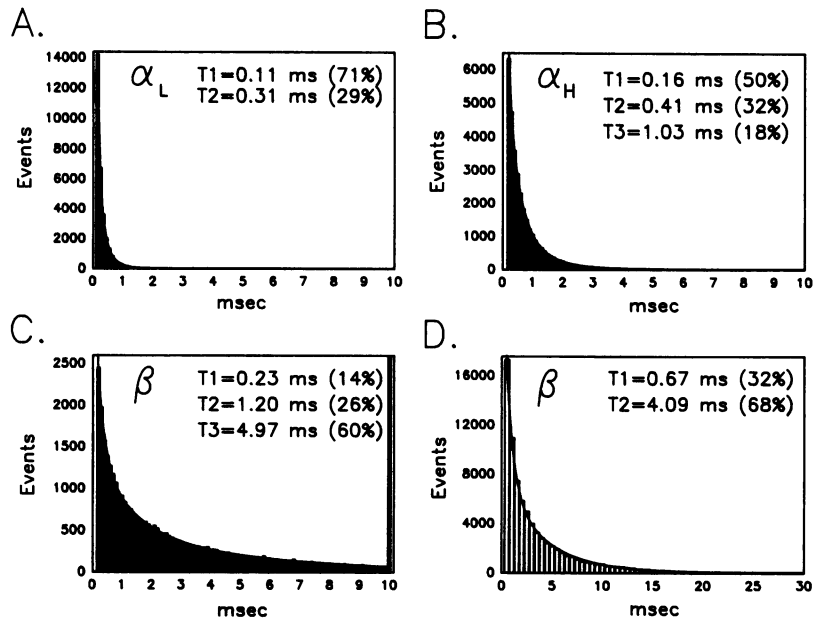 A.
α L
T1=0.11 ms (71%)
T2=0.31 ms (29%)
Events
14000
12000
10000
8000
6000
4000
2000
0
0 1 2 3 4 5 6 7 8 9 10
msec
B.
α H
T1=0.16 ms (50%)
T2=0.41 ms (32%)
T3=1.03 ms (18%)
Events
6000
5000
4000
3000
2000
1000
0
0 1 2 3 4 5 6 7 8 9 10
msec
C.
β
T1=0.23 ms (14%)
T2=1.20 ms (26%)
T3=4.97 ms (60%)
Events
2500
2000
1500
1000
500
0
0 1 2 3 4 5 6 7 8 9 10
msec
D.
β
T1=0.67 ms (32%)
T2=4.09 ms (68%)
Events
16000
12000
8000
4000
0
0 5 10 15 20 25 30
msec